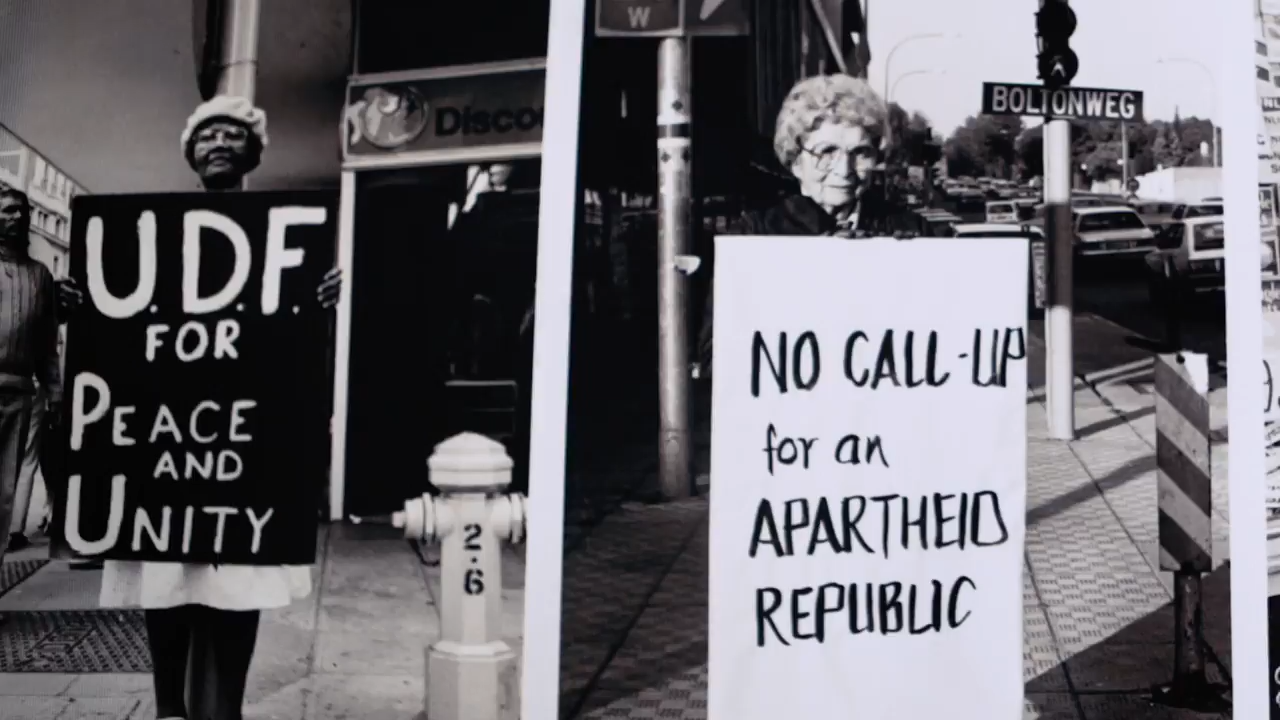 Disco
U.D.F.
FOR
PEACE
AND
UNITY
2·6
W
BOLTONWEG
NO CALL-UP
for an
APARTHEID
REPUBLIC